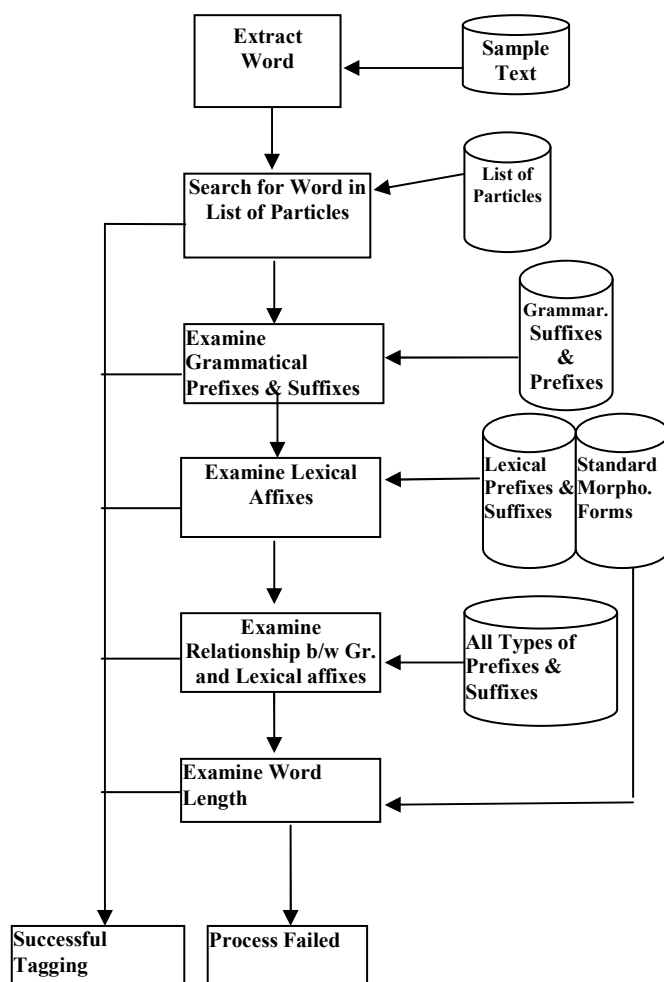 Extract
Word
Sample
Text
Search for Word in
List of Particles
List of
Particles
Examine
Grammatical
Prefixes & Suffixes
Grammar.
Suffixes
&
Prefixes
Examine Lexical
Affixes
Lexical
Prefixes &
Suffixes
Standard
Morpho.
Forms
Examine
Relationship b/w Gr.
and Lexical affixes
All Types of
Prefixes &
Suffixes
Examine Word
Length
Successful
Tagging
Process Failed